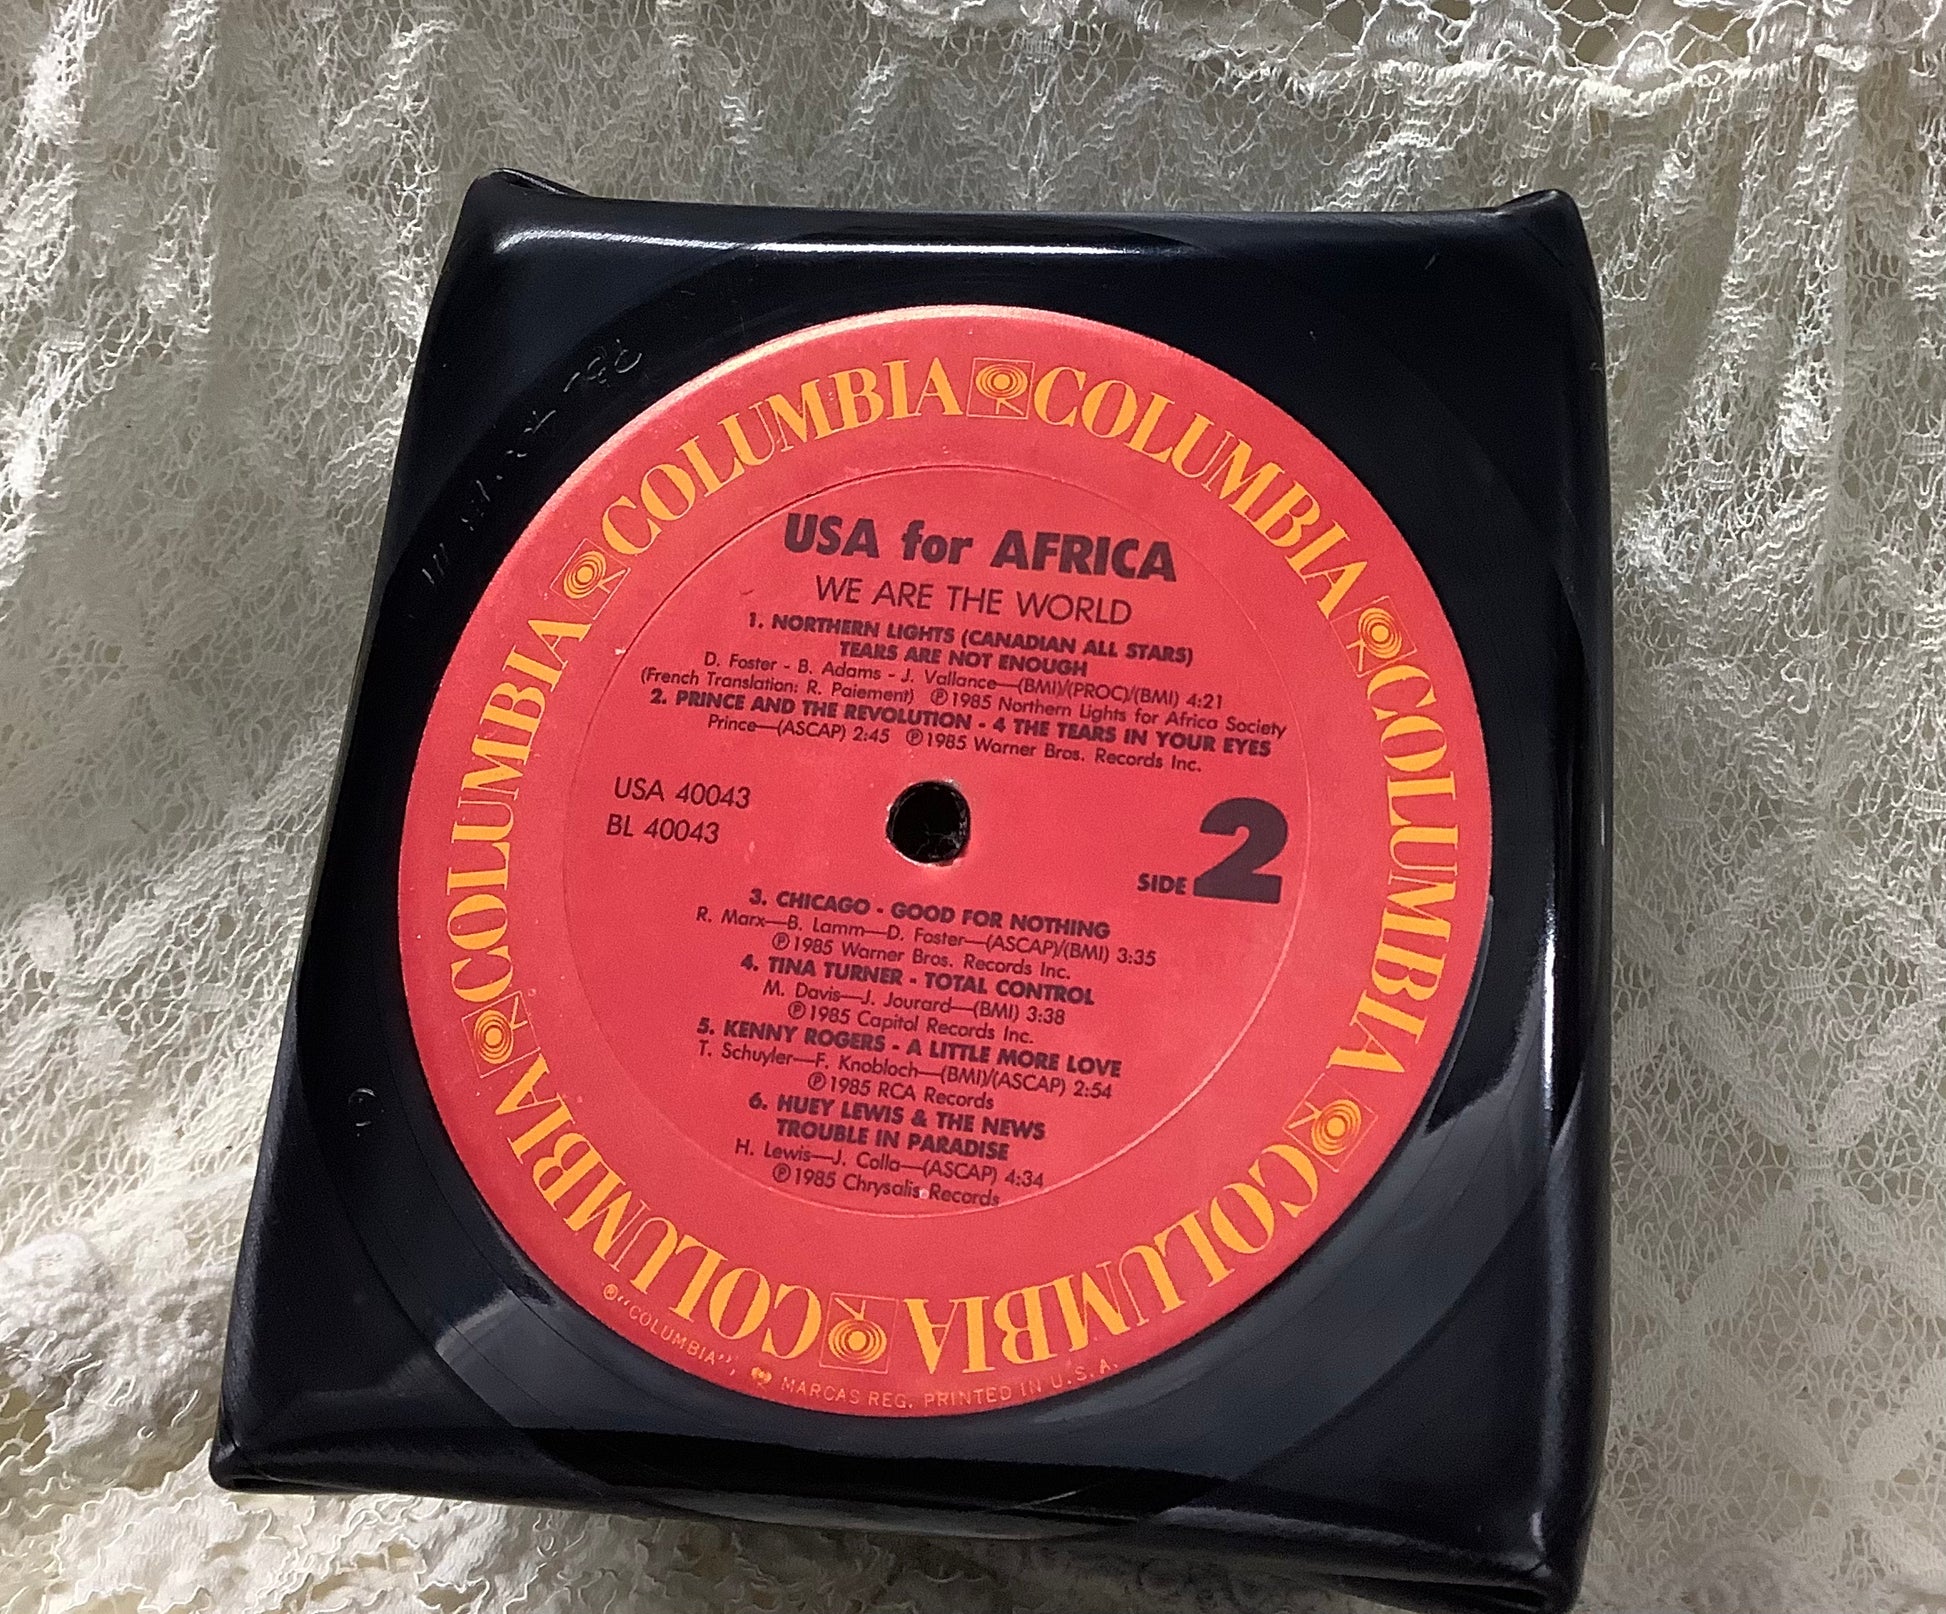 COLUMBIA COLUMBIA COLUMBIA COLUMBIA COLUMBIA COLUMBIA COLUMBIA COLUMBIA
USA for AFRICA
WE ARE THE WORLD
1. NORTHERN LIGHTS (CANADIAN ALL STARS)
TEARS ARE NOT ENOUGH
D. Foster - B. Adams - J. Vallance—(BMI)/(PROC)/(BMI) 4:21
(French Translation: R. Paiement) ℗1985 Northern Lights for Africa Society
2. PRINCE AND THE REVOLUTION - 4 THE TEARS IN YOUR EYES
Prince—(ASCAP) 2:45 ℗1985 Warner Bros. Records Inc.
USA 40043
BL 40043
SIDE 2
3. CHICAGO - GOOD FOR NOTHING
R. Marx—B. Lamm—D. Foster—(ASCAP)/(BMI) 3:35
℗1985 Warner Bros. Records Inc.
4. TINA TURNER - TOTAL CONTROL
M. Davis—J. Jourard—(BMI) 3:38
℗1985 Capitol Records Inc.
5. KENNY ROGERS - A LITTLE MORE LOVE
T. Schuyler—F. Knobloch—(BMI)/(ASCAP) 2:54
℗1985 RCA Records
6. HUEY LEWIS & THE NEWS
TROUBLE IN PARADISE
H. Lewis—J. Colla—(ASCAP) 4:34
℗1985 Chrysalis Records
® "COLUMBIA", MARCAS REG. PRINTED IN U.S.A.